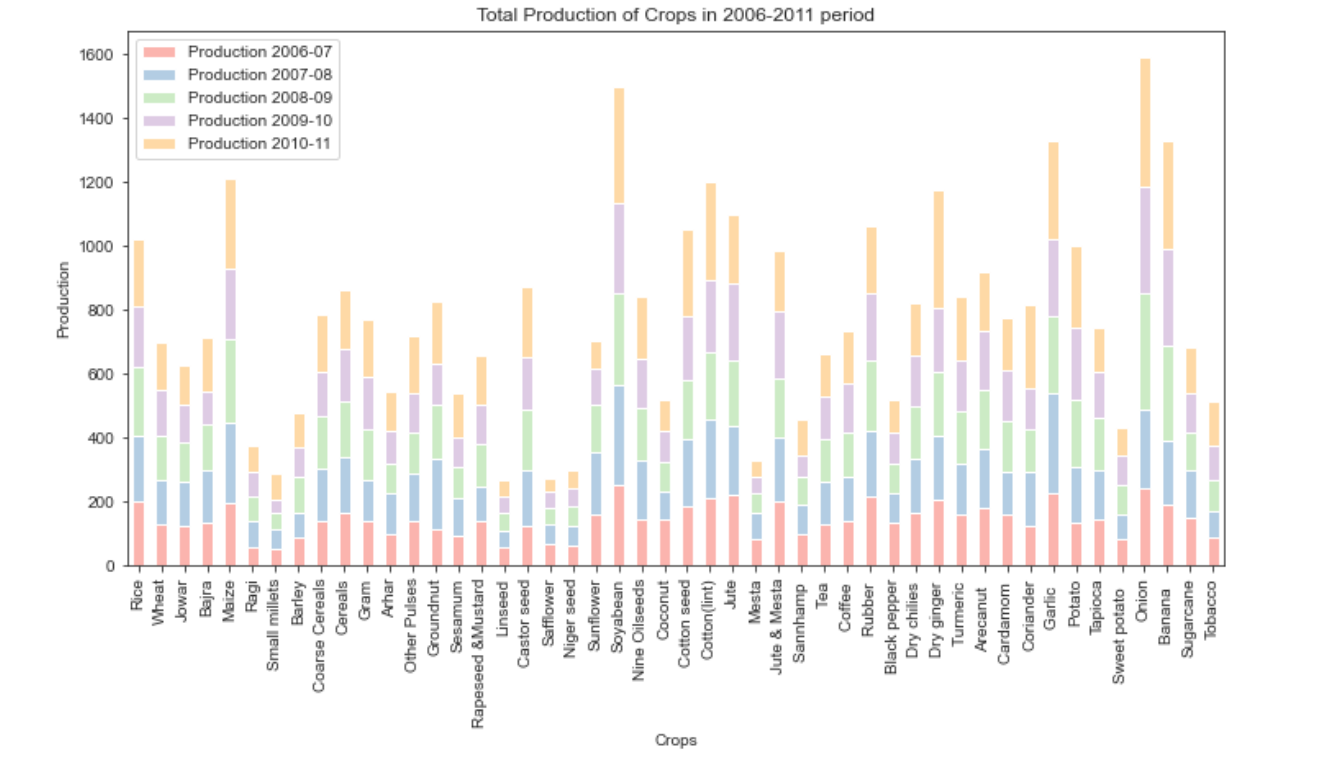 Total Production of Crops in 2006-2011 period
Production 2006-07
Production 2007-08
Production 2008-09
Production 2009-10
Production 2010-11
1600
1400
1200
1000
800
600
400
200
0
Production
Rice
Wheat
Jowar
Bajra
Maize
Ragi
Small millets
Barley
Coarse Cereals
Cereals
Gram
Arhar
Other Pulses
Groundnut
Sesamum
Rapeseed &Mustard
Linseed
Castor seed
Safflower
Niger seed
Sunflower
Soyabean
Nine Oilseeds
Coconut
Cotton seed
Cotton(lint)
Jute
Mesta
Jute & Mesta
Sannhamp
Tea
Coffee
Rubber
Black pepper
Dry chilies
Dry ginger
Turmeric
Arecanut
Cardamom
Coriander
Garlic
Potato
Tapioca
Sweet potato
Onion
Banana
Sugarcane
Tobacco
Crops